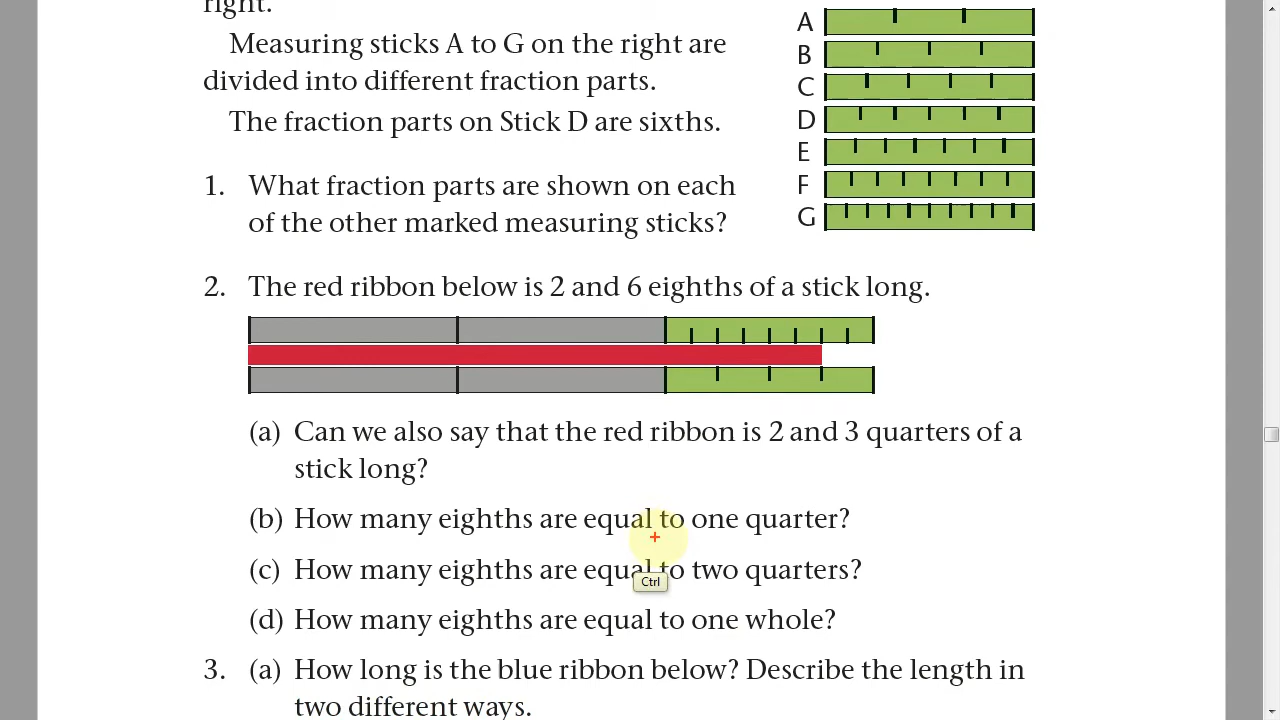 right.
Measuring sticks A to G on the right are
divided into different fraction parts.
The fraction parts on Stick D are sixths.
A
B
C
D
E
F
G
1. What fraction parts are shown on each
of the other marked measuring sticks?
2. The red ribbon below is 2 and 6 eighths of a stick long.
(a) Can we also say that the red ribbon is 2 and 3 quarters of a
stick long?
(b) How many eighths are equal to one quarter?
(c) How many eighths are equal to two quarters?
Ctrl
(d) How many eighths are equal to one whole?
3. (a) How long is the blue ribbon below? Describe the length in
two different ways.